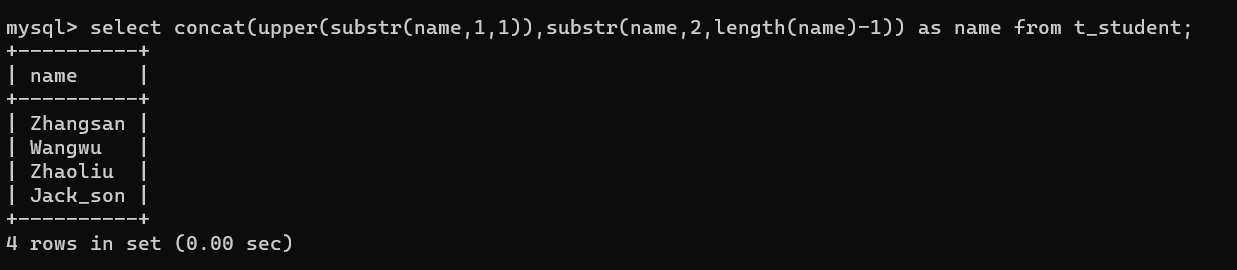 mysql> select concat(upper(substr(name,1,1)),substr(name,2,length(name)-1)) as name from t_student;
+----------+
| name     |
+----------+
| Zhangsan |
| Wangwu   |
| Zhaoliu  |
| Jack_son |
+----------+
4 rows in set (0.00 sec)